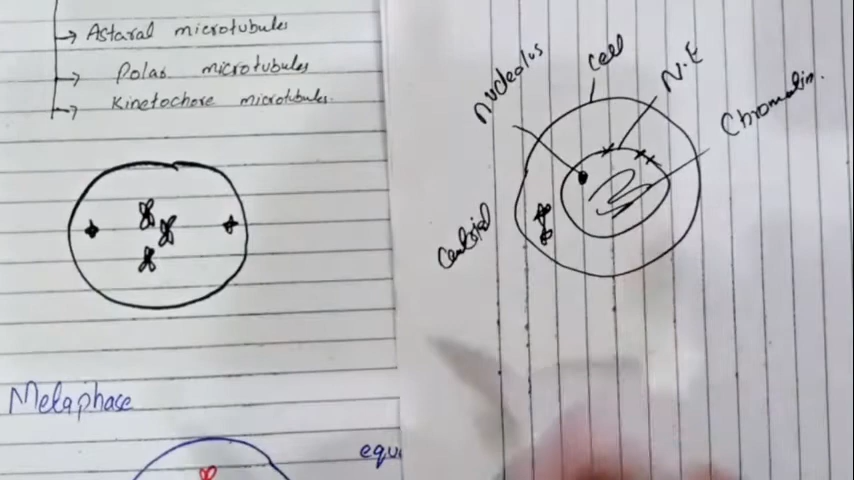 Astaral microtubules
Polar microtubules
Kinetochore microtubules.
Metaphase
equ
nucleolus
cell
N.E
Chromatin.
Centriol